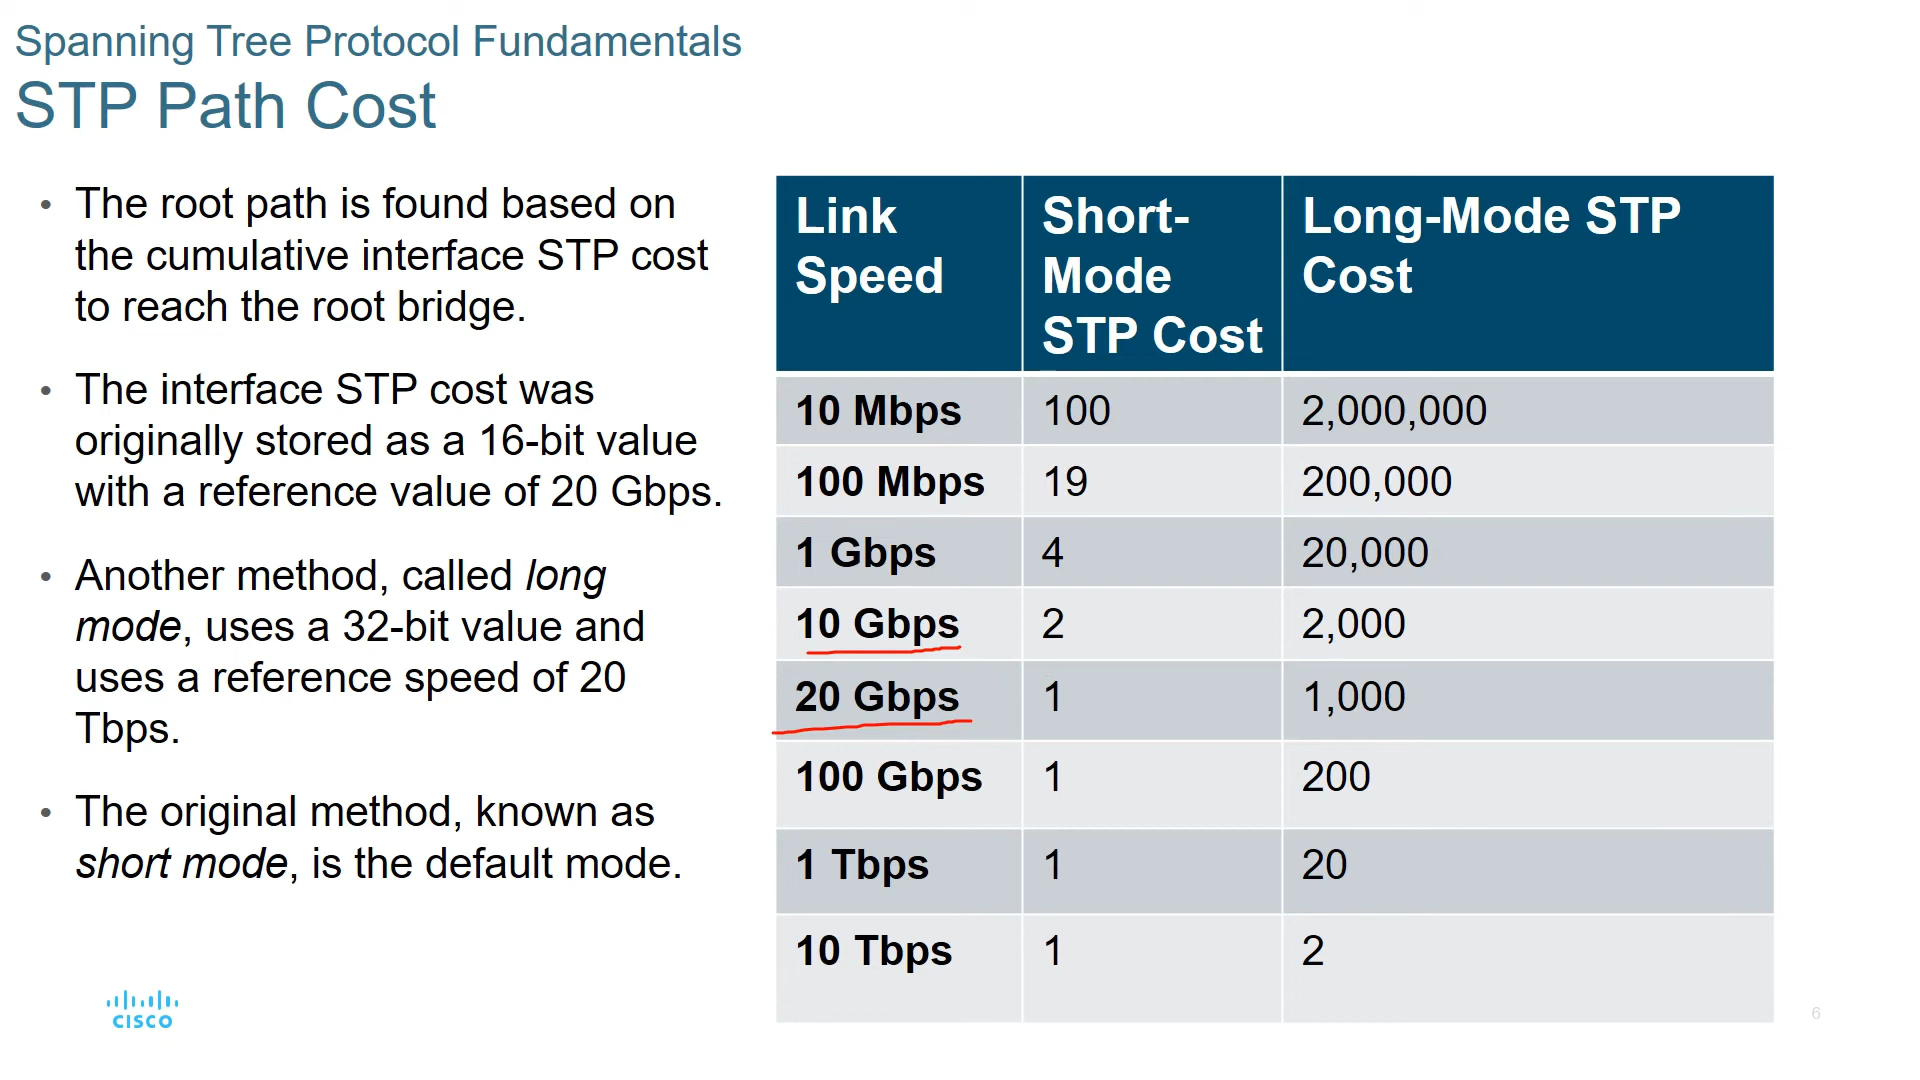 Spanning Tree Protocol Fundamentals
STP Path Cost
• The root path is found based on
the cumulative interface STP cost
to reach the root bridge.
• The interface STP cost was
originally stored as a 16-bit value
with a reference value of 20 Gbps.
• Another method, called long
mode, uses a 32-bit value and
uses a reference speed of 20
Tbps.
• The original method, known as
short mode, is the default mode.
Link Speed Short-Mode STP Cost Long-Mode STP Cost
10 Mbps 100 2,000,000
100 Mbps 19 200,000
1 Gbps 4 20,000
10 Gbps 2 2,000
20 Gbps 1 1,000
100 Gbps 1 200
1 Tbps 1 20
10 Tbps 1 2
CISCO
6